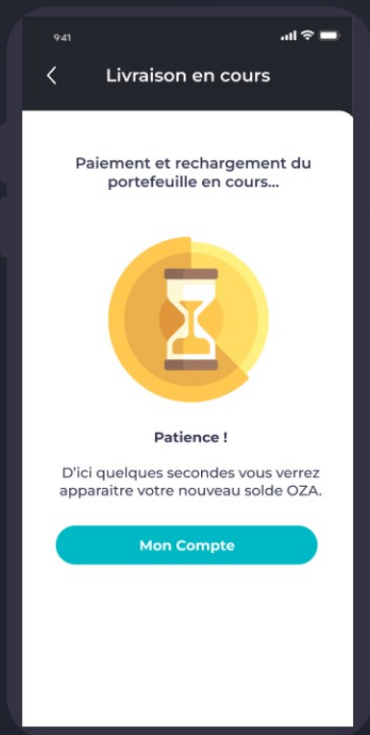 9:41
Livraison en cours
Paiement et rechargement du
portefeuille en cours...
Patience !
D'ici quelques secondes vous verrez
apparaitre votre nouveau solde OZA.
Mon Compte